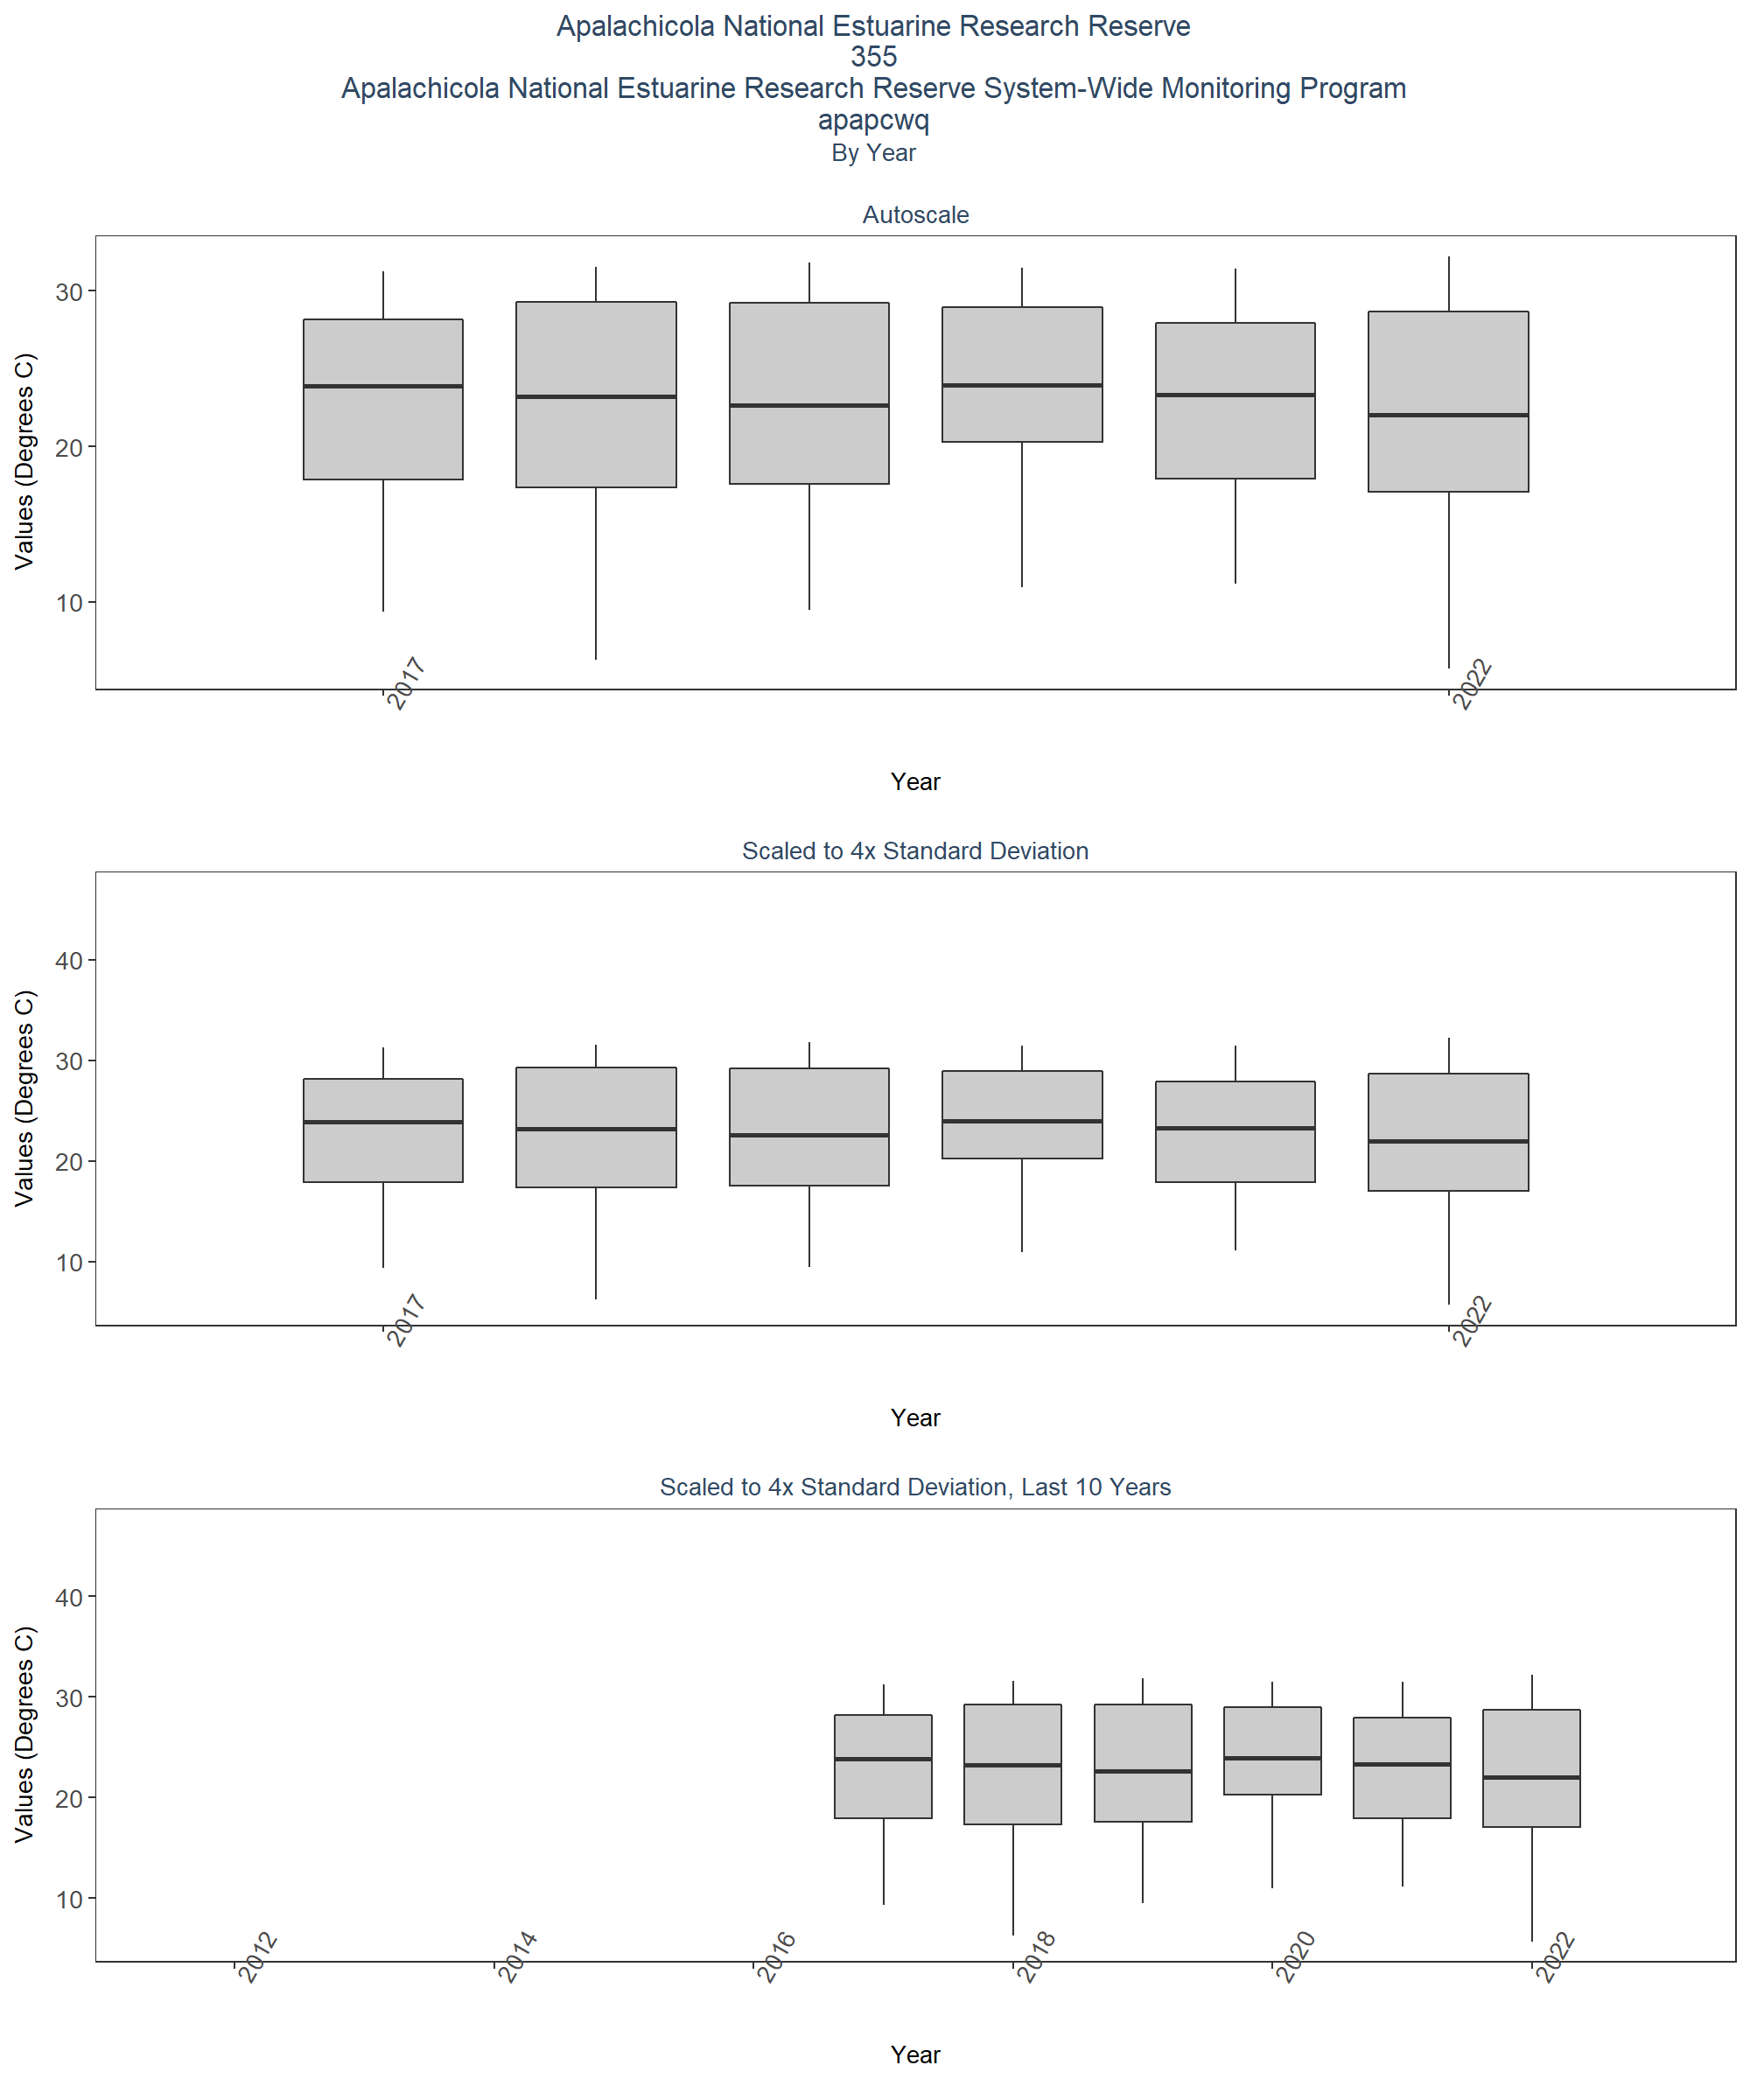 Apalachicola National Estuarine Research Reserve
355
Apalachicola National Estuarine Research Reserve System-Wide Monitoring Program
apapcwq
By Year
Autoscale
Values (Degrees C)
30
20
10
2017
2022
Year
Scaled to 4x Standard Deviation
Values (Degrees C)
40
30
20
10
2017
2022
Year
Scaled to 4x Standard Deviation, Last 10 Years
Values (Degrees C)
40
30
20
10
2012
2014
2016
2018
2020
2022
Year